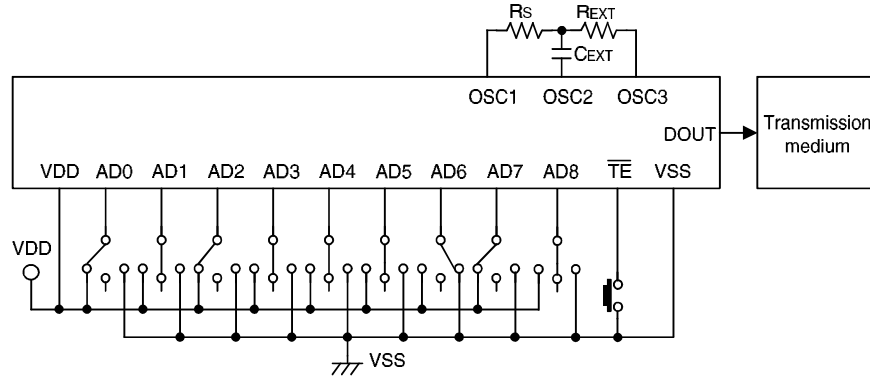 RS REXT
CEXT
OSC1 OSC2 OSC3
DOUT
Transmission
medium
VDD AD0 AD1 AD2 AD3 AD4 AD5 AD6 AD7 AD8 TE VSS
VDD
VSS